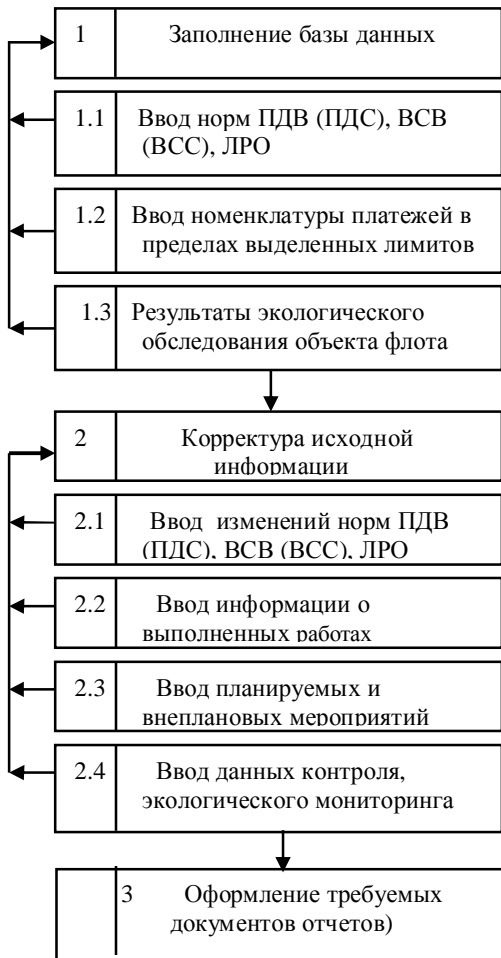 1 Заполнение базы данных
1.1 Ввод норм ПДВ (ПДС), ВСВ
(ВСС), ЛРО
1.2 Ввод номенклатуры платежей в
пределах выделенных лимитов
1.3 Результаты экологического
обследования объекта флота
2 Корректура исходной
информации
2.1 Ввод изменений норм ПДВ
(ПДС), ВСВ (ВСС), ЛРО
2.2 Ввод информации о
выполненных работах
2.3 Ввод планируемых и
внеплановых мероприятий
2.4 Ввод данных контроля,
экологического мониторинга
3 Оформление требуемых
документов отчетов)